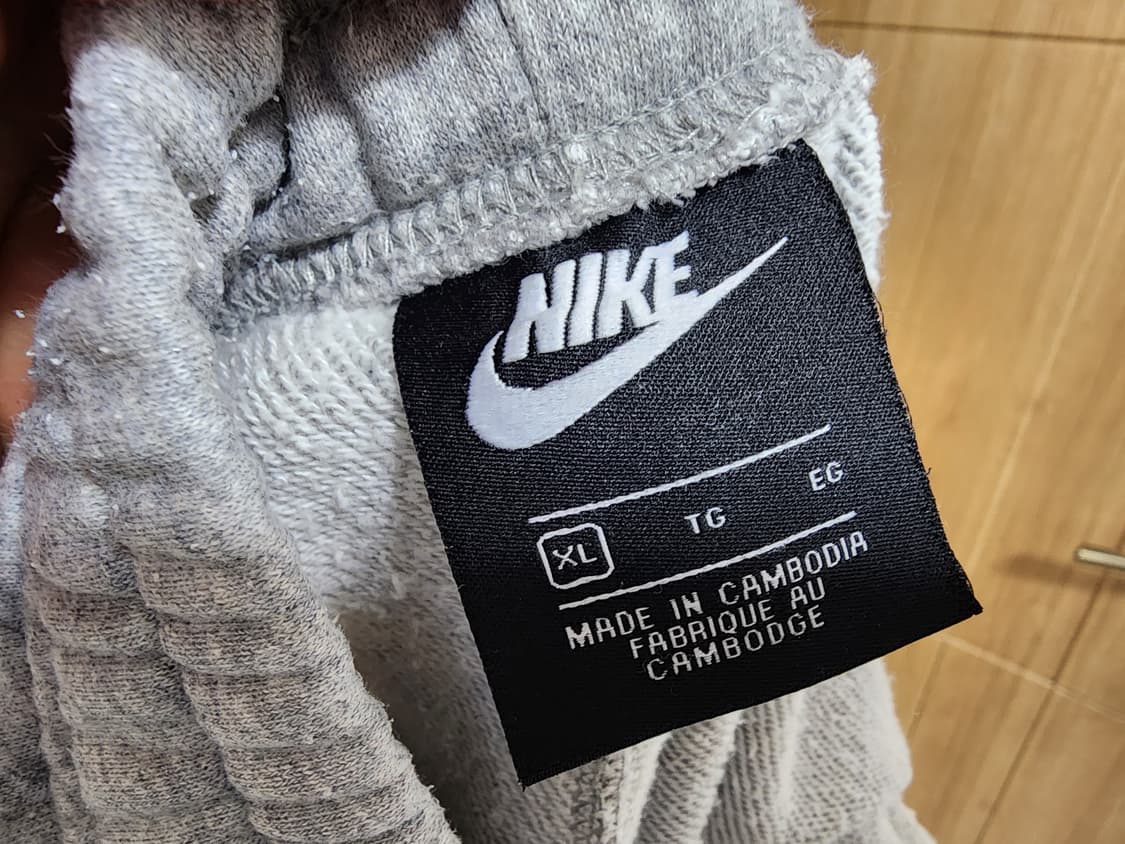 NIKE
XL TG EG
MADE IN CAMBODIA
FABRIQUE AU
CAMBODGE